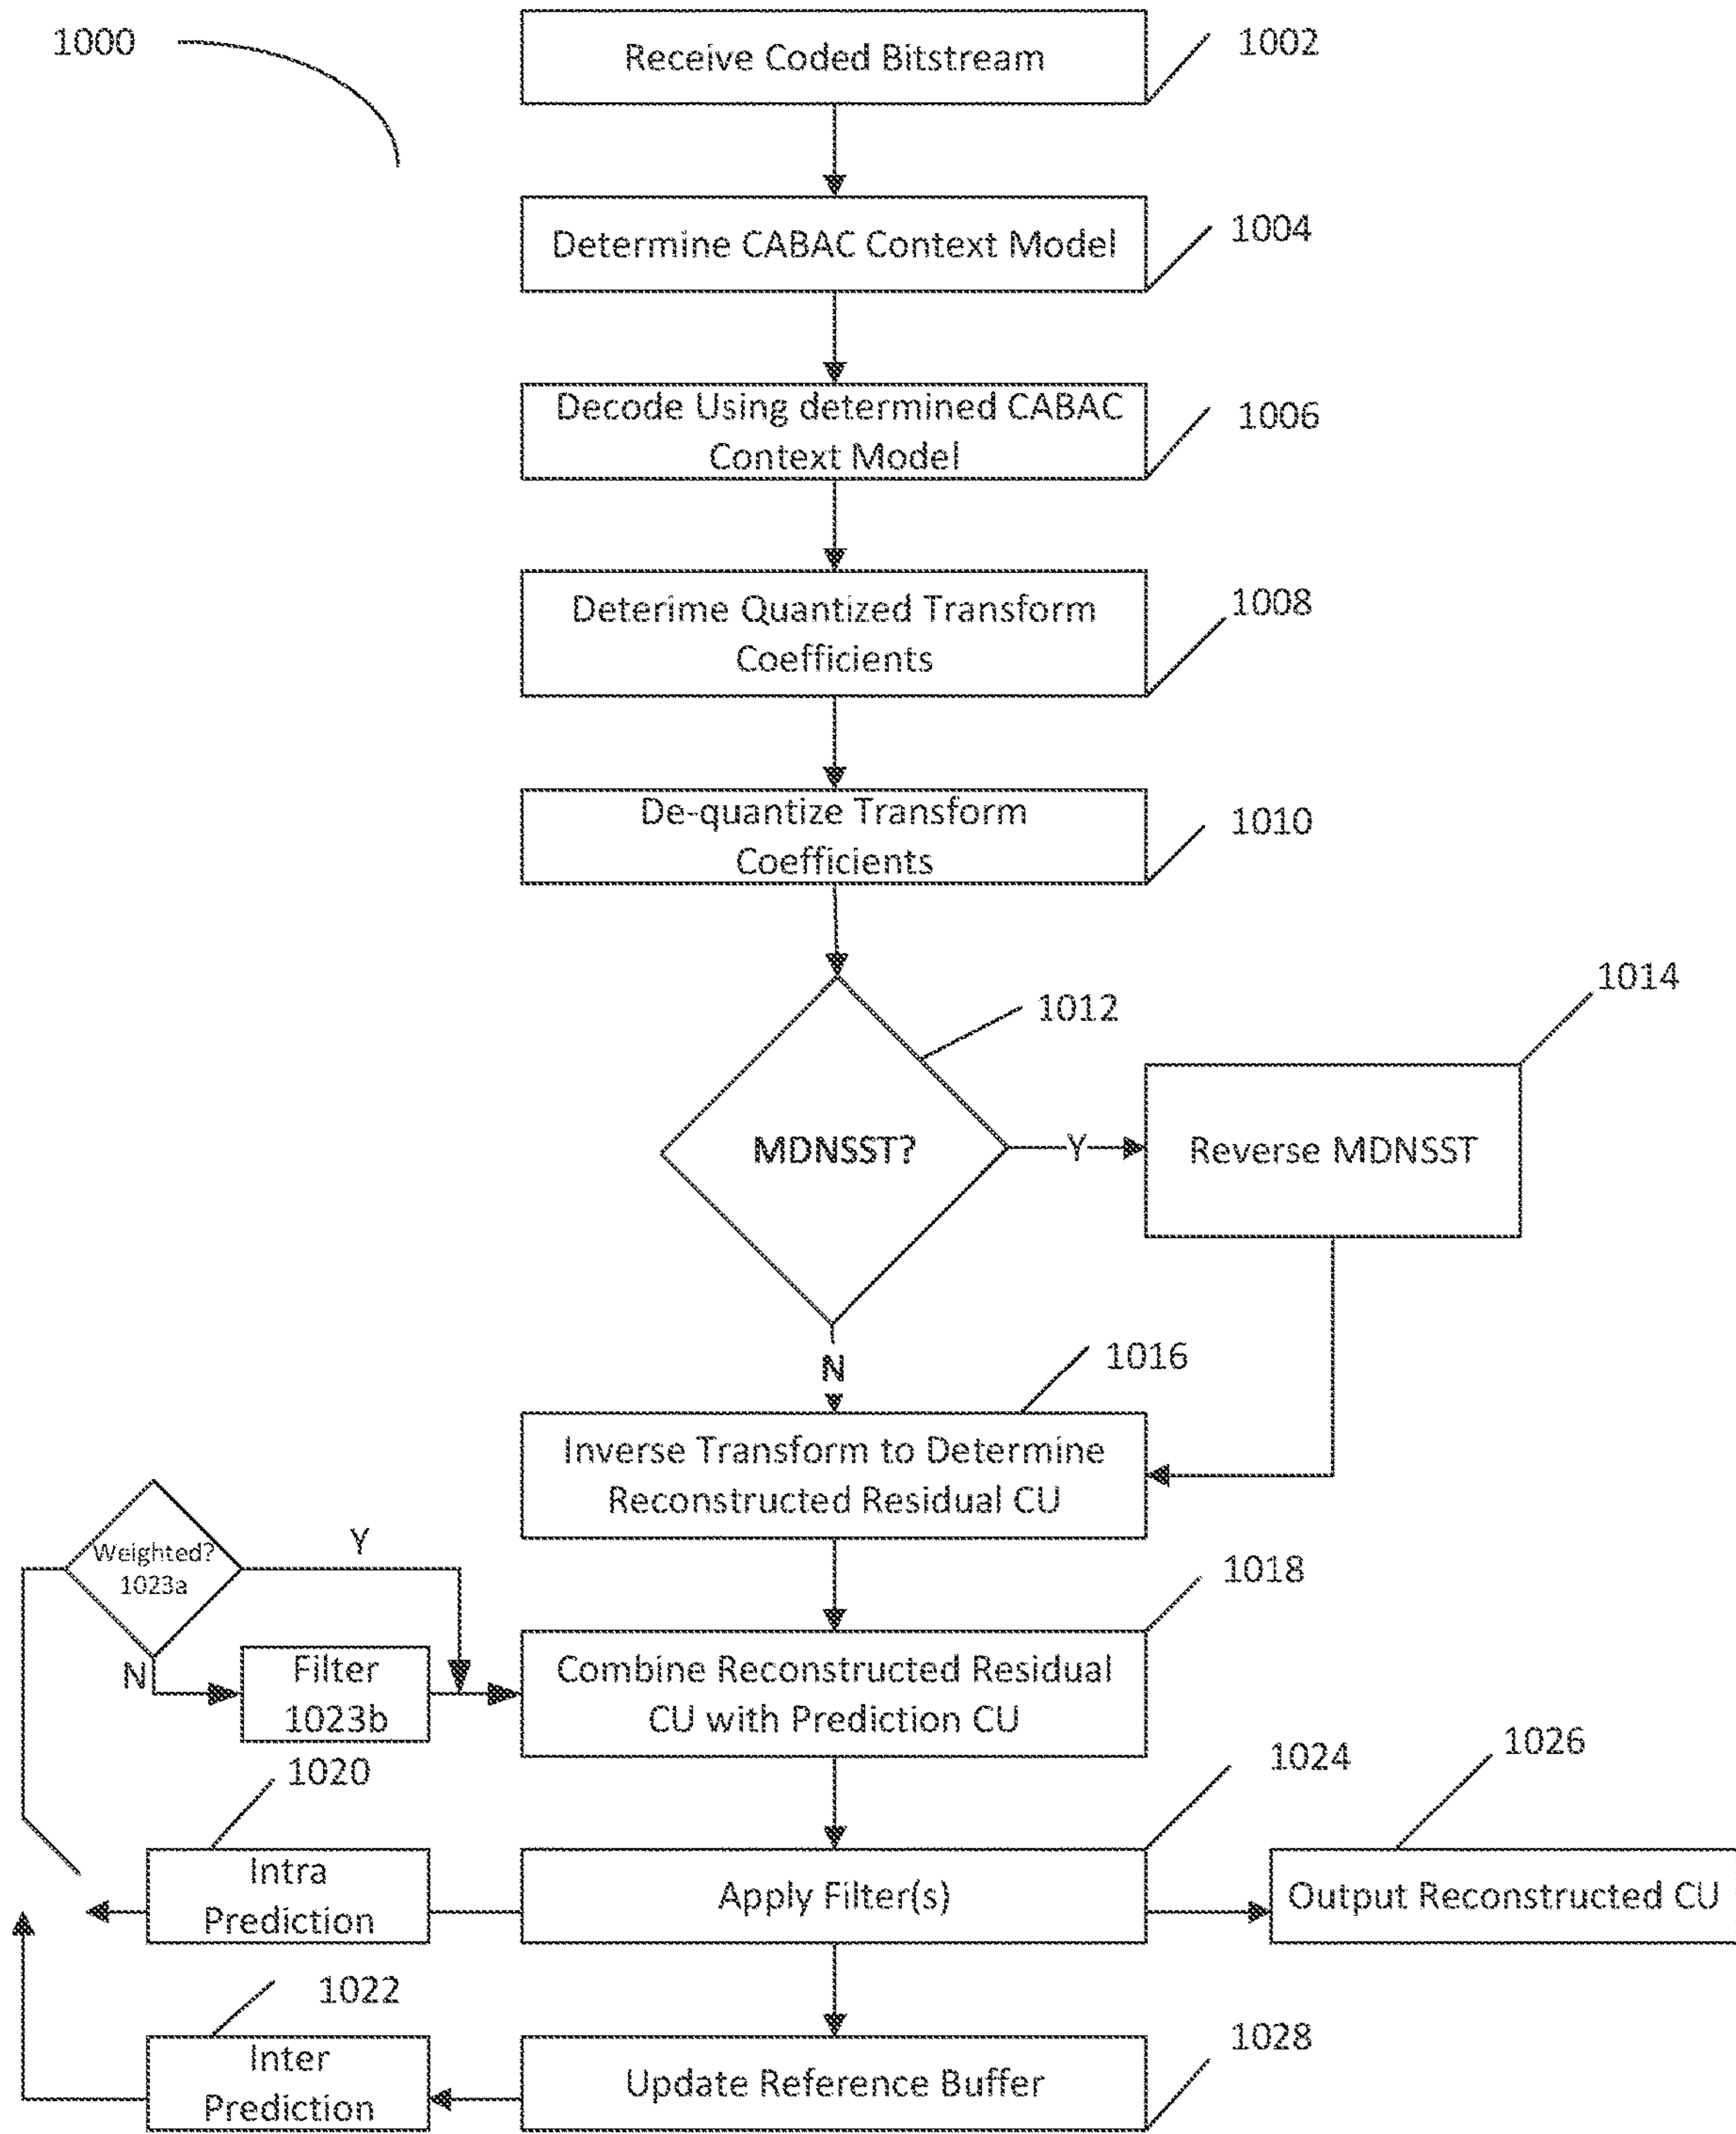 1000
Receive Coded Bitstream
1002
Determine CABAC Context Model
1004
Decode Using determined CABAC
Context Model
1006
Deterime Quantized Transform
Coefficients
1008
De-quantize Transform
Coefficients
1010
1012
1014
MDNSST?
Y
Reverse MDNSST
N
1016
Inverse Transform to Determine
Reconstructed Residual CU
Weighted?
1023a
Y
1018
N
Filter
1023b
Combine Reconstructed Residual
CU with Prediction CU
1020
1024
1026
Intra
Prediction
Apply Filter(s)
Output Reconstructed CU
1022
Inter
Prediction
Update Reference Buffer
1028